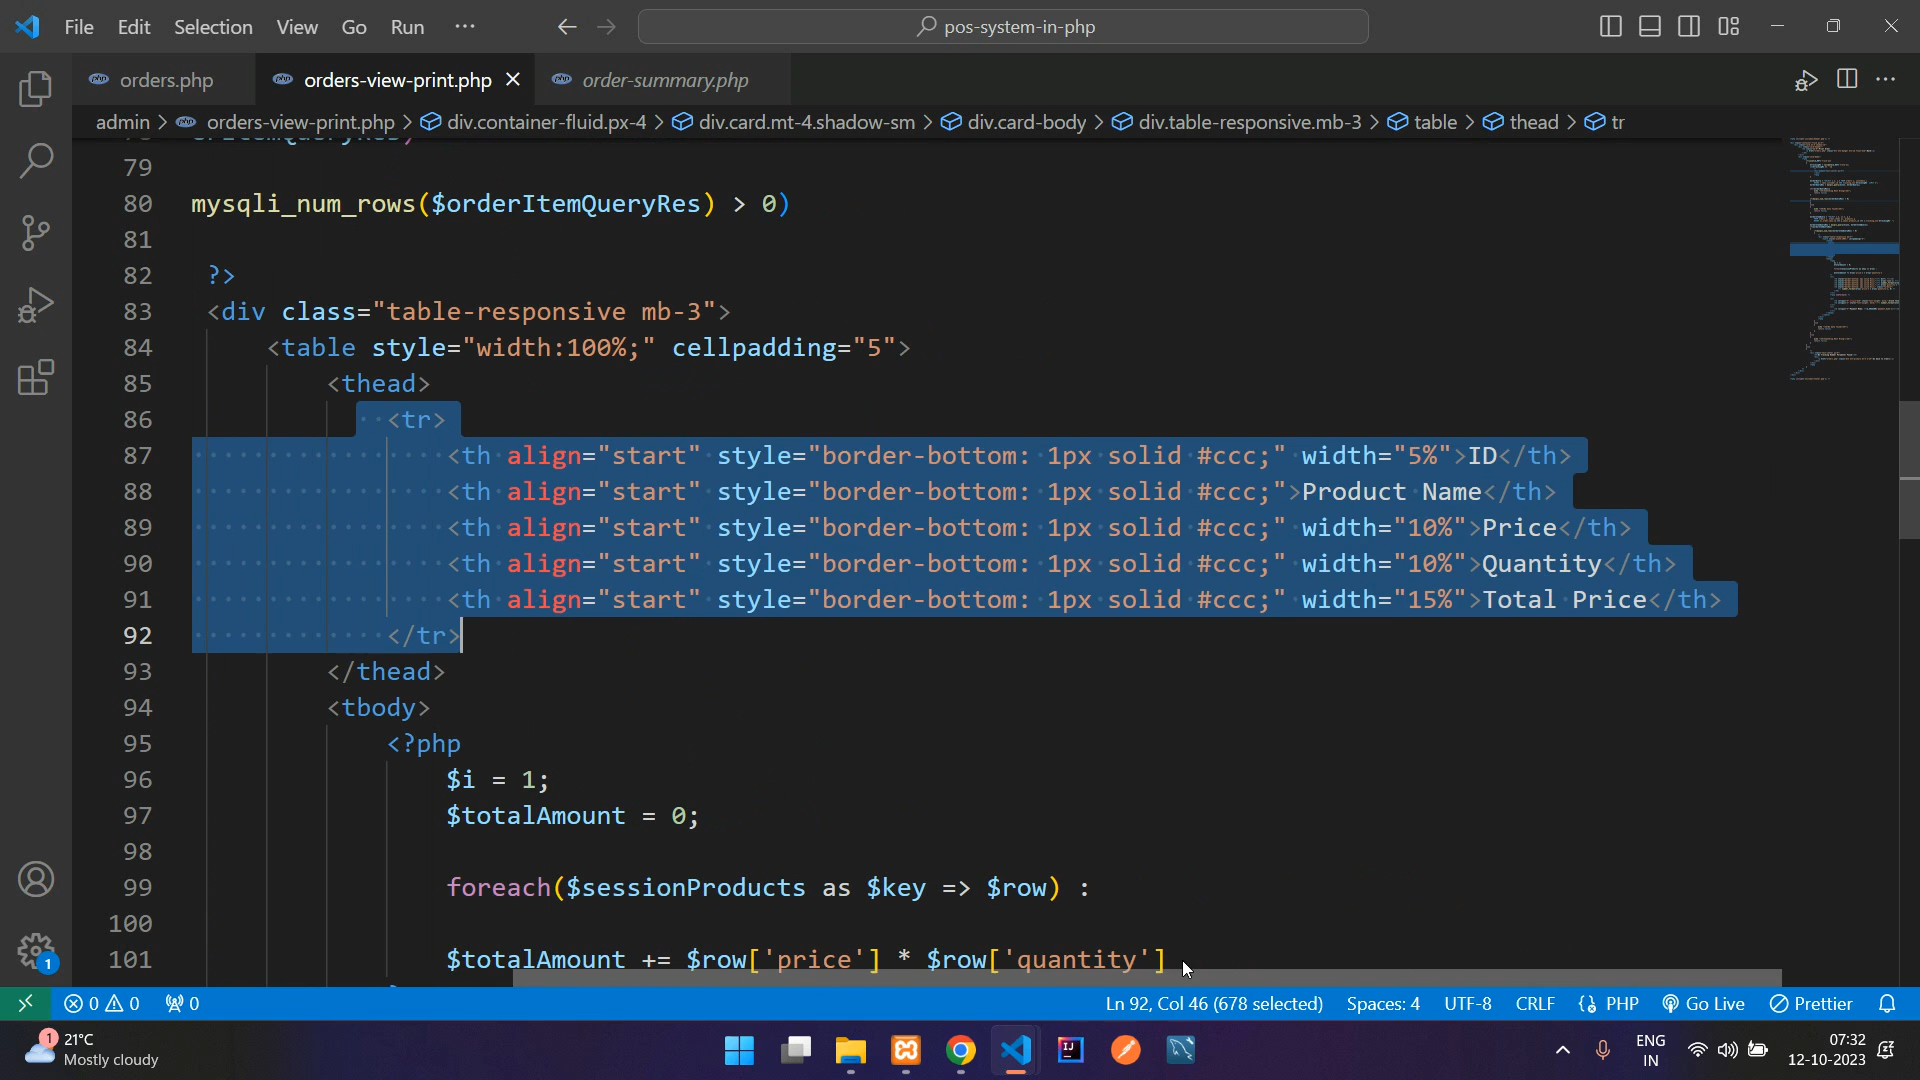 File Edit Selection View Go Run ··· pos-system-in-php
orders.php orders-view-print.php order-summary.php
admin > orders-view-print.php > div.container-fluid.px-4 > div.card.mt-4.shadow-sm > div.card-body > div.table-responsive.mb-3 > table > thead > tr
79
80 mysqli_num_rows($orderItemQueryRes) > 0)
81
82 ?>
83 <div class="table-responsive mb-3">
84 <table style="width:100%;" cellpadding="5">
85 <thead>
86 <tr>
87 <th align="start" style="border-bottom: 1px solid #ccc;" width="5%">ID</th>
88 <th align="start" style="border-bottom: 1px solid #ccc;">Product Name</th>
89 <th align="start" style="border-bottom: 1px solid #ccc;" width="10%">Price</th>
90 <th align="start" style="border-bottom: 1px solid #ccc;" width="10%">Quantity</th>
91 <th align="start" style="border-bottom: 1px solid #ccc;" width="15%">Total Price</th>
92 </tr>
93 </thead>
94 <tbody>
95 <?php
96 $i = 1;
97 $totalAmount = 0;
98
99 foreach($sessionProducts as $key => $row) :
100
101 $totalAmount += $row['price'] * $row['quantity']
1
0 0 0 Ln 92, Col 46 (678 selected) Spaces: 4 UTF-8 CRLF PHP Go Live Prettier
1 21°C
Mostly cloudy
ENG
IN
07:32
12-10-2023